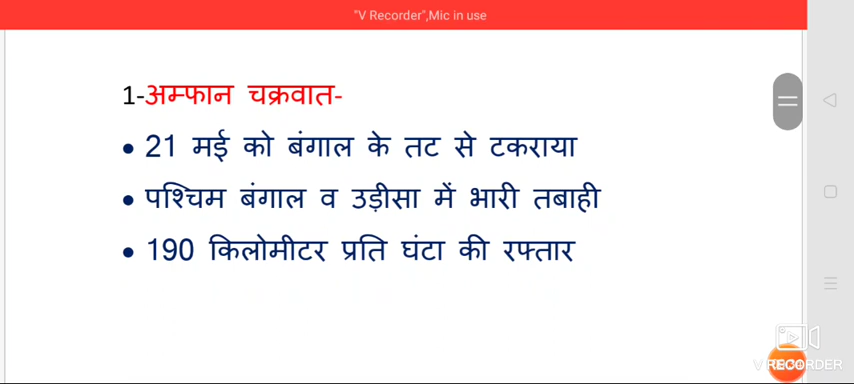 "V Recorder",Mic in use
1-अम्फान चक्रवात-
• 21 मई को बंगाल के तट से टकराया
• पश्चिम बंगाल व उड़ीसा में भारी तबाही
• 190 किलोमीटर प्रति घंटा की रफ्तार
V RECORDER